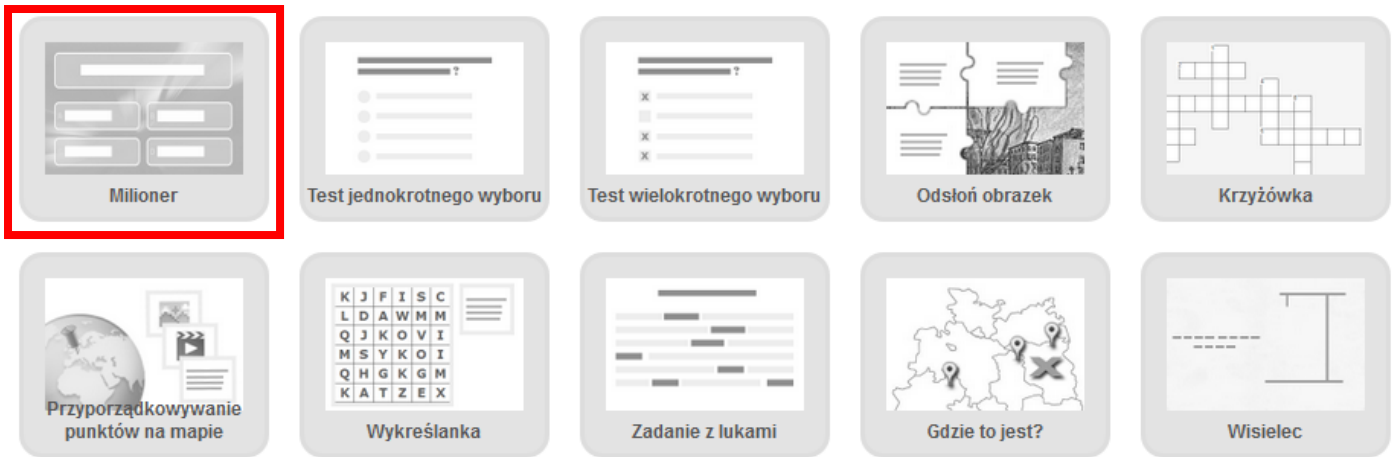 ?
?
Milioner
Test jednokrotnego wyboru
Test wielokrotnego wyboru
Odsłoń obrazek
Krzyżówka
Przyporządkowywanie
punktów na mapie
K J F I S C
L D A W M M
Q J K O V I
M S Y K O I
Q H G K G M
K A T Z E X
Wykreślanka
Zadanie z lukami
Gdzie to jest?
Wisielec